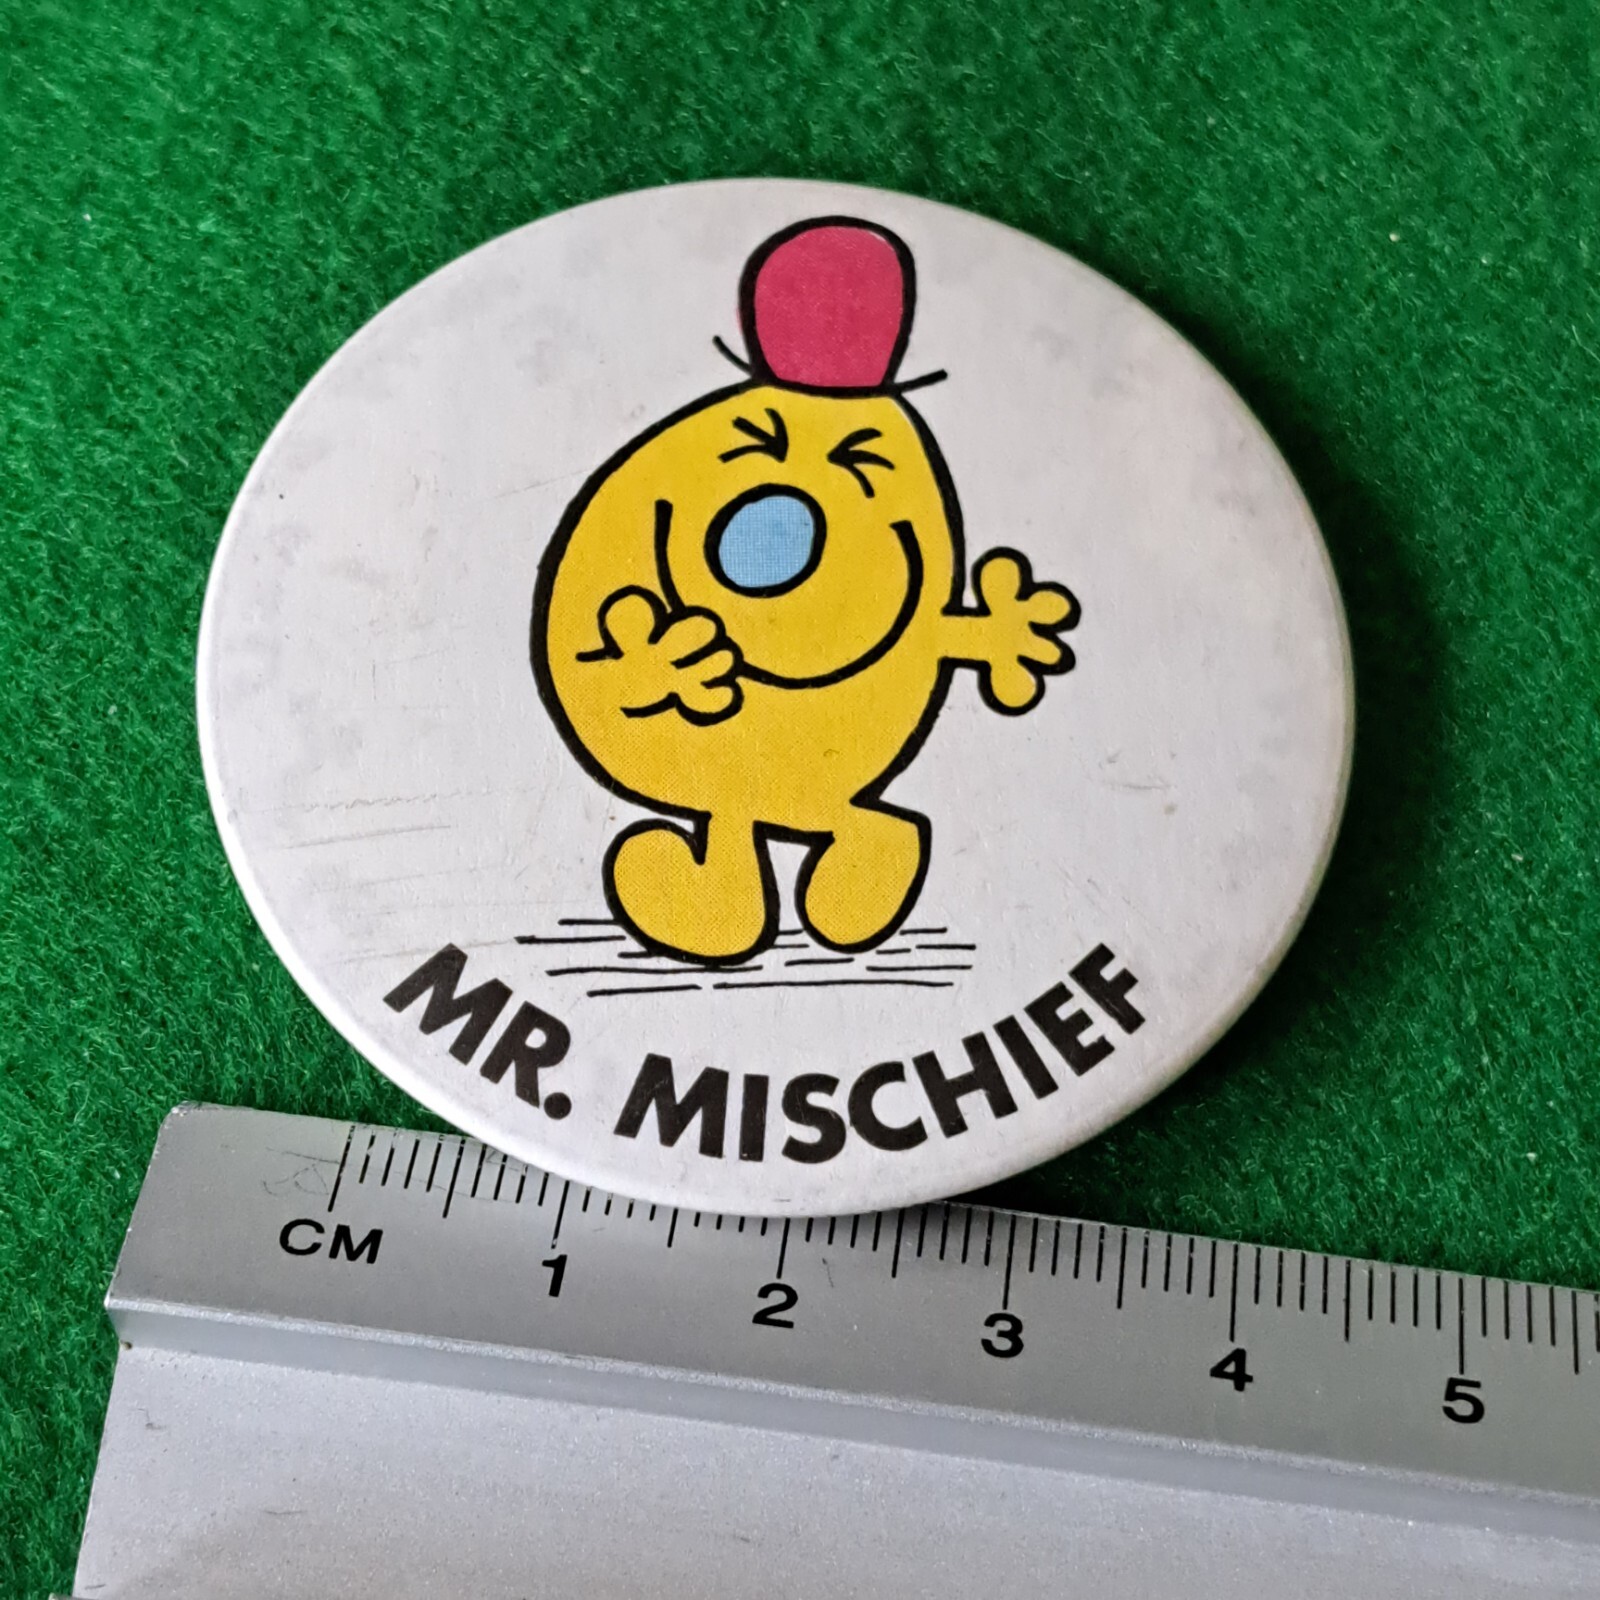 MR. MISCHIEF
CM 1 2 3 4 5